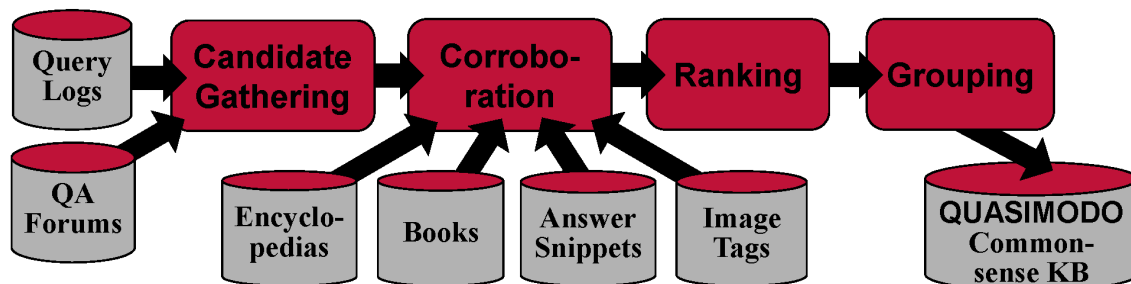 Query
Logs
Candidate
Gathering
Corrobo-
ration
Ranking
Grouping
QA
Forums
Encyclo-
pedias
Books
Answer
Snippets
Image
Tags
QUASIMODO
Common-
sense KB